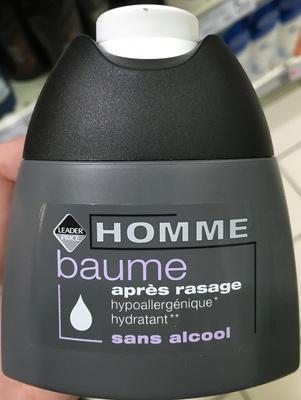 LEADER
PRICE
HOMME
baume
après rasage
hypoallergénique*
hydratant**
sans alcool